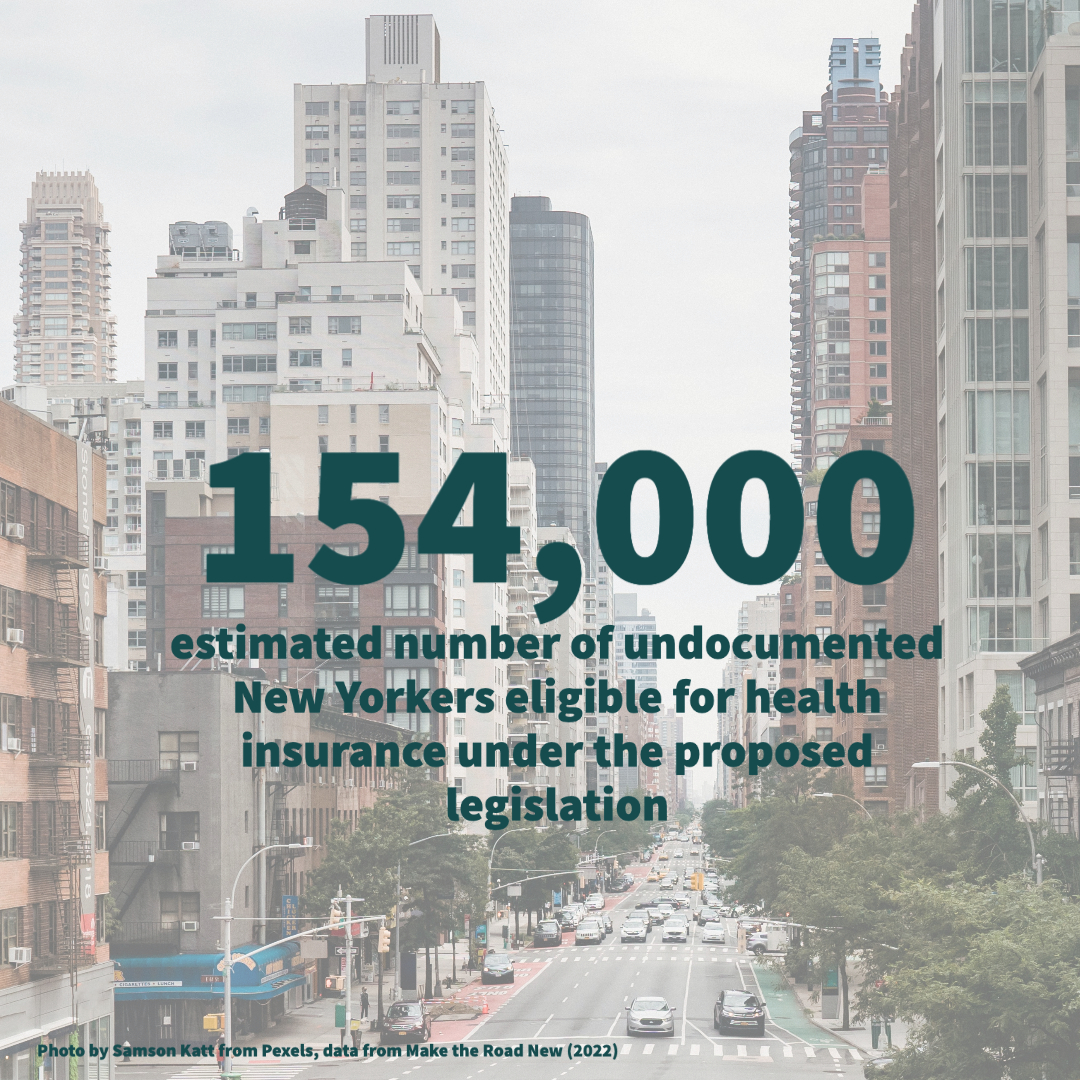 154,000
estimated number of undocumented
New Yorkers eligible for health
insurance under the proposed
legislation
Photo by Samson Katt from Pexels, data from Make the Road New (2022)